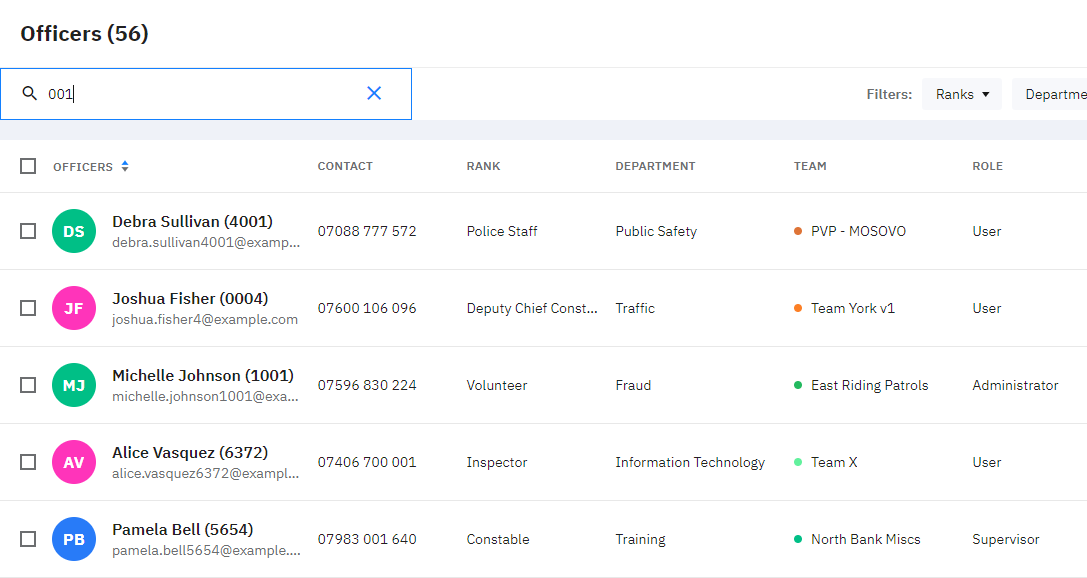 Officers (56)
001
Filters: Ranks Departme
OFFICERS CONTACT RANK DEPARTMENT TEAM ROLE
DS Debra Sullivan (4001) 07088 777 572 Police Staff Public Safety PVP - MOSOVO User
debra.sullivan4001@examp...
JF Joshua Fisher (0004) 07600 106 096 Deputy Chief Const... Traffic Team York v1 User
joshua.fisher4@example.com
MJ Michelle Johnson (1001) 07596 830 224 Volunteer Fraud East Riding Patrols Administrator
michelle.johnson1001@exa...
AV Alice Vasquez (6372) 07406 700 001 Inspector Information Technology Team X User
alice.vasquez6372@exampl...
PB Pamela Bell (5654) 07983 001 640 Constable Training North Bank Miscs Supervisor
pamela.bell5654@example....